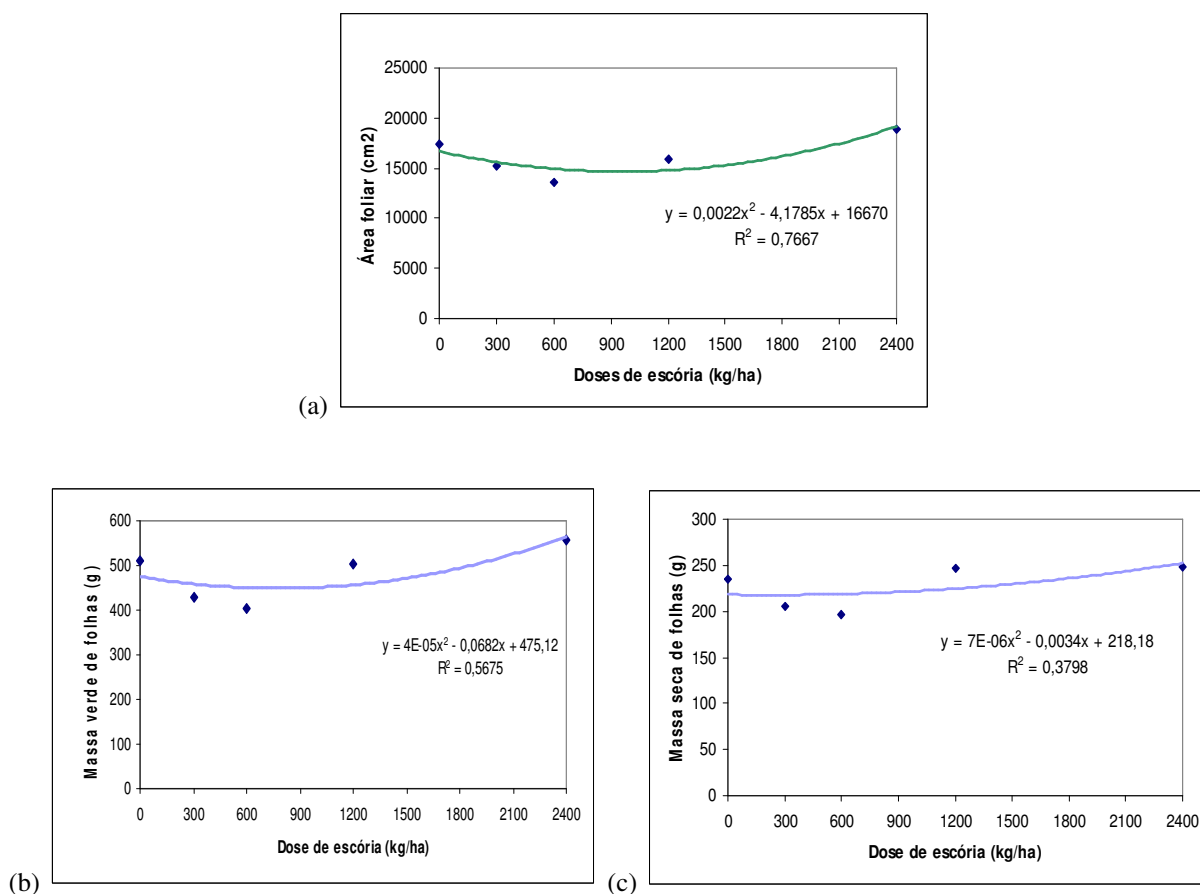 25000
20000
15000
10000
5000
0
Área foliar (cm2)
y = 0,0022x² - 4,1785x + 16670
R² = 0,7667
0 300 600 900 1200 1500 1800 2100 2400
Doses de escória (kg/ha)
(a)
600
500
400
300
200
100
0
Massa verde de folhas (g)
y = 4E-05x² - 0,0682x + 475,12
R² = 0,5675
0 300 600 900 1200 1500 1800 2100 2400
Dose de escória (kg/ha)
(b)
300
250
200
150
100
50
0
Massa seca de folhas (g)
y = 7E-06x² - 0,0034x + 218,18
R² = 0,3798
0 300 600 900 1200 1500 1800 2100 2400
Dose de escória (kg/ha)
(c)